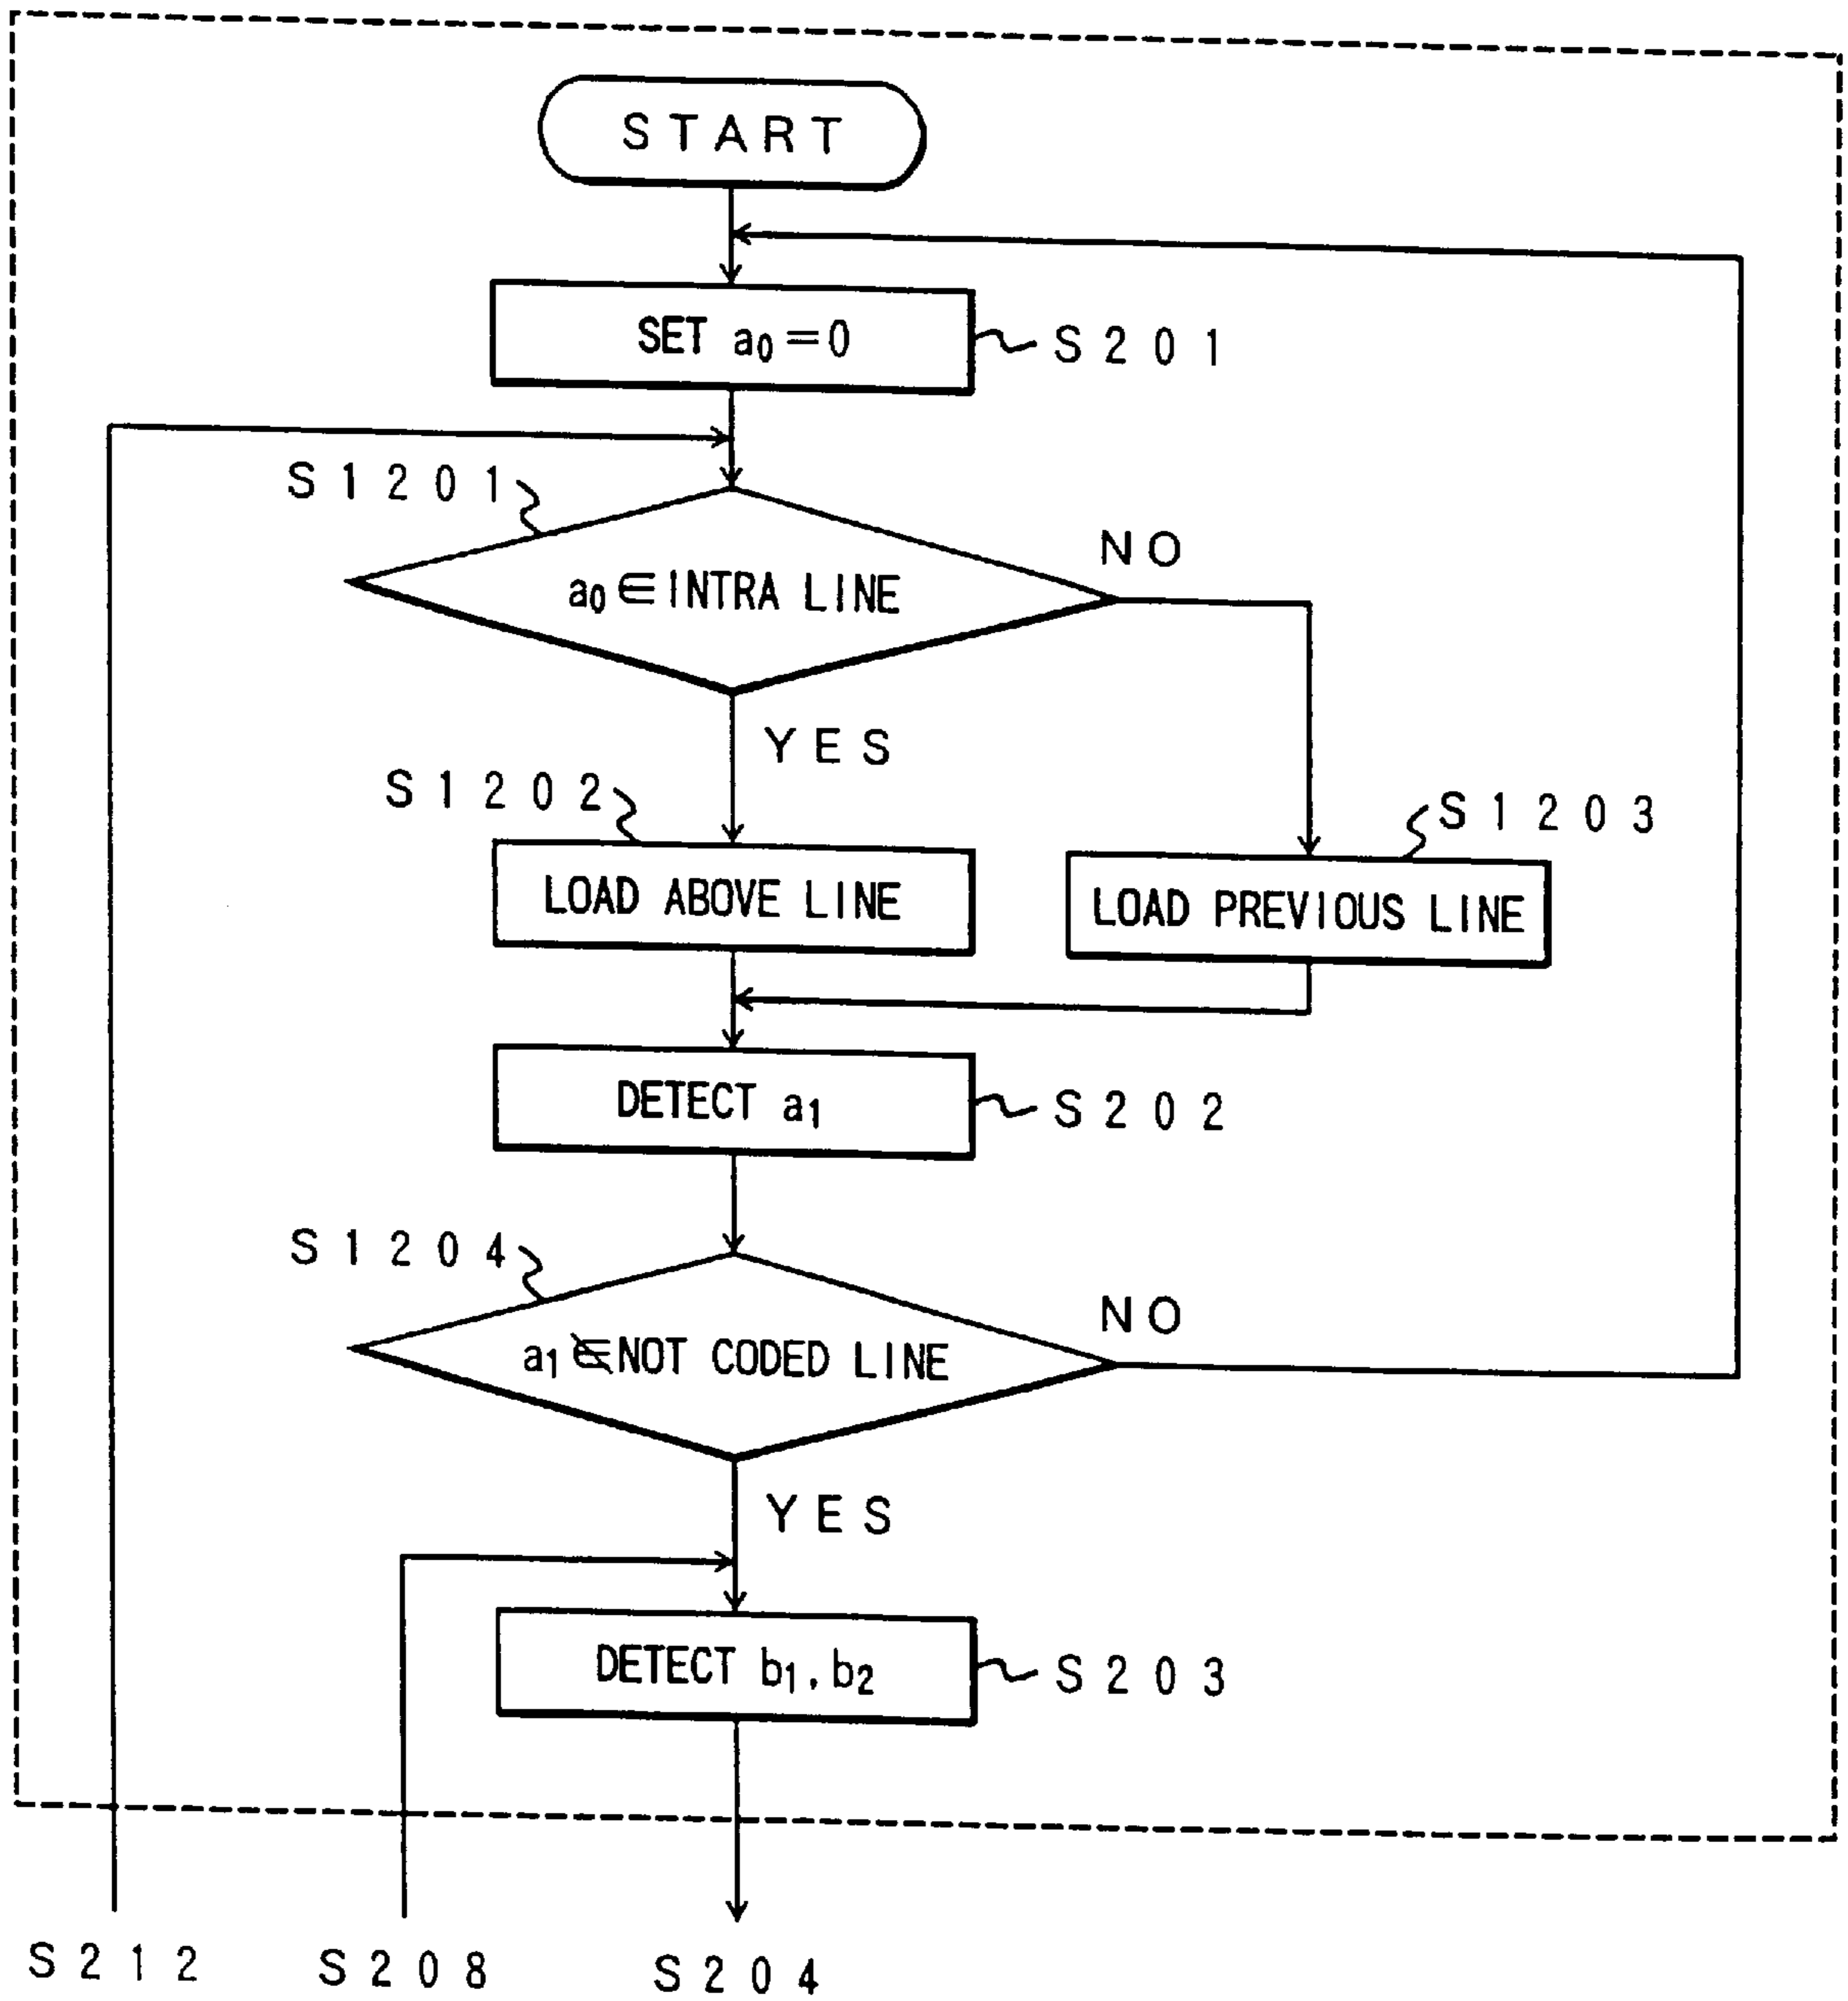 START
SET a₀=0
S201
S1201
a₀∈INTRA LINE
NO
YES
S1202
S1203
LOAD ABOVE LINE
LOAD PREVIOUS LINE
DETECT a₁
S202
S1204
a₁∉NOT CODED LINE
NO
YES
DETECT b₁, b₂
S203
S212
S208
S204